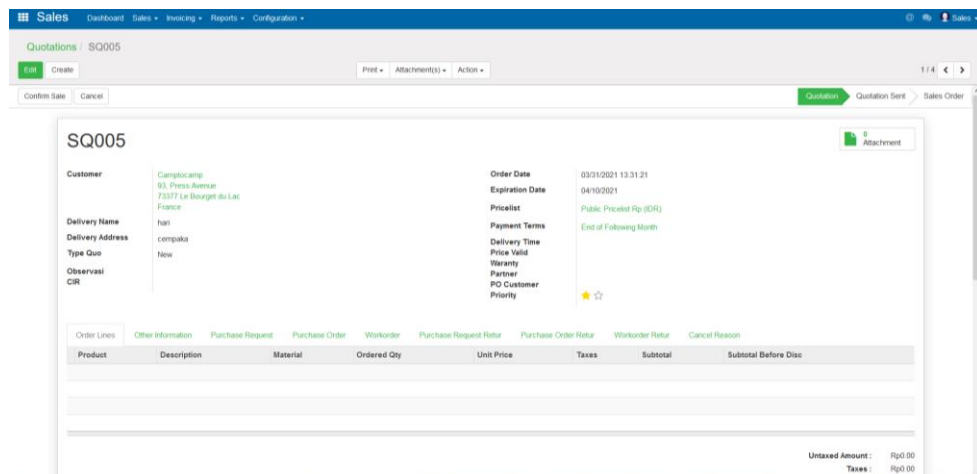 Sales Dashboard Sales Invoicing Reports Configuration @ Sales
Quotations / SQ005
Edit Create Print Attachment(s) Action 1 / 4
Confirm Sale Cancel Quotation Quotation Sent Sales Order
SQ005
0
Attachment
Customer
Camptocamp
93, Press Avenue
73377 Le Bourget du Lac
France
Delivery Name hari
Delivery Address cempaka
Type Quo New
Observasi
CIR
Order Date 03/31/2021 13:31:21
Expiration Date 04/10/2021
Pricelist Public Pricelist Rp (IDR)
Payment Terms End of Following Month
Delivery Time
Price Valid
Waranty
Partner
PO Customer
Priority
Order Lines Other Information Purchase Request Purchase Order Workorder Purchase Request Retur Purchase Order Retur Workorder Retur Cancel Reason
Product Description Material Ordered Qty Unit Price Taxes Subtotal Subtotal Before Disc
Untaxed Amount : Rp0.00
Taxes : Rp0.00